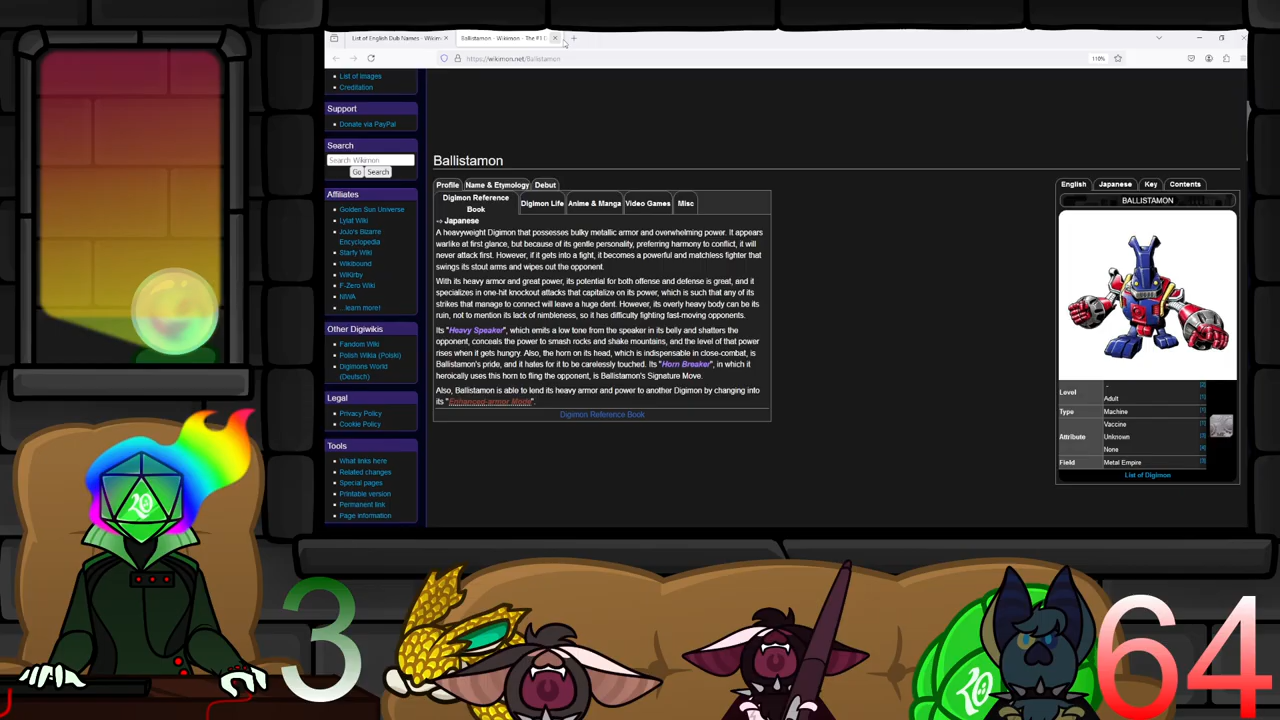 List of English Dub Names - Wikim
Ballistamon - Wikimon - The #1
https://wikimon.net/Ballistamon
110%
List of Images
Creditation
Support
Donate via PayPal
Search
Search Wikimon
Go Search
Affiliates
Golden Sun Universe
Lylat Wiki
JoJo's Bizarre
Encyclopedia
Starfy Wiki
Wikibound
WiKirby
F-Zero Wiki
NIWA
...learn more!
Other Digiwikis
Fandom Wiki
Polish Wikia (Polski)
Digimons World
(Deutsch)
Legal
Privacy Policy
Cookie Policy
Tools
What links here
Related changes
Special pages
Printable version
Permanent link
Page information
Ballistamon
Profile Name & Etymology Debut
Digimon Reference
Book
Digimon Life Anime & Manga Video Games Misc
⇨ Japanese
A heavyweight Digimon that possesses bulky metallic armor and overwhelming power. It appears
warlike at first glance, but because of its gentle personality, preferring harmony to conflict, it will
never attack first. However, if it gets into a fight, it becomes a powerful and matchless fighter that
swings its stout arms and wipes out the opponent.
With its heavy armor and great power, its potential for both offense and defense is great, and it
specializes in one-hit knockout attacks that capitalize on its power, which is such that any of its
strikes that manage to connect will leave a huge dent. However, its overly heavy body can be its
ruin, not to mention its lack of nimbleness, so it has difficulty fighting fast-moving opponents.
Its "Heavy Speaker", which emits a low tone from the speaker in its belly and shatters the
opponent, conceals the power to smash rocks and shake mountains, and the level of that power
rises when it gets hungry. Also, the horn on its head, which is indispensable in close-combat, is
Ballistamon's pride, and it hates for it to be carelessly touched. Its "Horn Breaker", in which it
heroically uses this horn to fling the opponent, is Ballistamon's Signature Move
Also, Ballistamon is able to lend its heavy armor and power to another Digimon by changing into
its "Enhanced-armor Mode".
Digimon Reference Book
English Japanese Key Contents
BALLISTAMON
Level
-
[2]
Adult
[1]
Type Machine [1]
Attribute
Vaccine
[1]
Unknown
[3]
None
[4]
Field Metal Empire [3]
List of Digimon
20
3
20
64